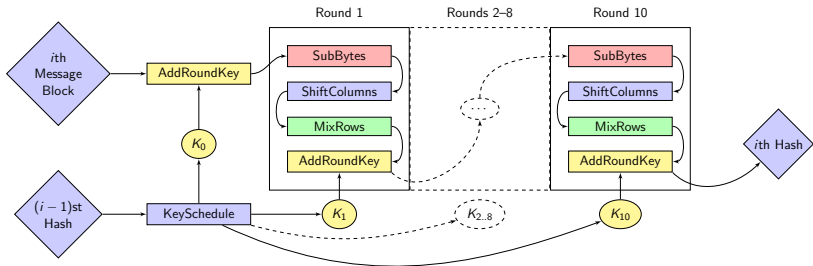 Round 1
Rounds 2–8
Round 10
ith
Message
Block
AddRoundKey
SubBytes
ShiftColumns
MixRows
AddRoundKey
...
SubBytes
ShiftColumns
MixRows
AddRoundKey
ith Hash
K0
(i − 1)st
Hash
KeySchedule
K1
K2..8
K10